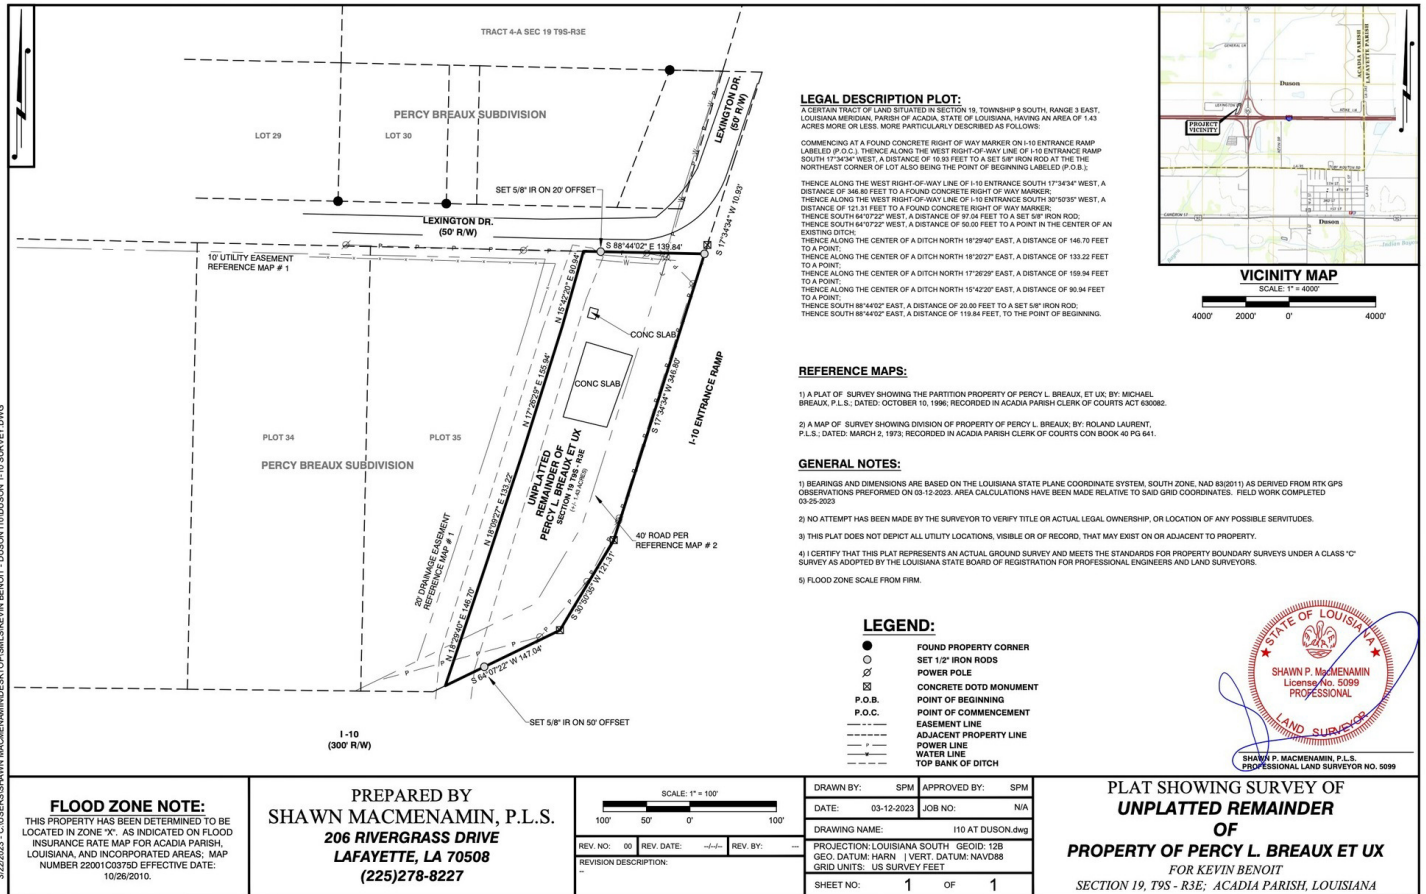 TRACT 4-A SEC 19 T9S-R3E
PERCY BREAUX SUBDIVISION
LOT 29
LOT 30
LEXINGTON DR.
(50' R/W)
SET 5/8" IR ON 20' OFFSET
LEXINGTON DR.
(50' R/W)
S 17°34'34" W 10.93'
S 88°44'02" E 139.84'
10' UTILITY EASEMENT
REFERENCE MAP # 1
N 15°42'20" E 90.94'
CONC SLAB
CONC SLAB
N 17°26'29" E 155.94'
S 17°34'34" W 346.80'
I-10 ENTRANCE RAMP
PLOT 34
PLOT 35
PERCY BREAUX SUBDIVISION
UNPLATTED
REMAINDER OF
PERCY L. BREAUX ET UX
SECTION 19 T9S - R3E
(+/- 1.43 ACRES)
N 18°09'27" E 133.22'
40' ROAD PER
REFERENCE MAP # 2
20' DRAINAGE EASEMENT
REFERENCE MAP # 1
S 30°50'35" W 121.31'
N 18°29'40" E 146.70'
S 64°07'22" W 147.04'
SET 5/8" IR ON 50' OFFSET
I -10
(300' R/W)
LEGAL DESCRIPTION PLOT:
A CERTAIN TRACT OF LAND SITUATED IN SECTION 19, TOWNSHIP 9 SOUTH, RANGE 3 EAST,
LOUISIANA MERIDIAN, PARISH OF ACADIA, STATE OF LOUISIANA, HAVING AN AREA OF 1.43
ACRES MORE OR LESS. MORE PARTICULARLY DESCRIBED AS FOLLOWS:
COMMENCING AT A FOUND CONCRETE RIGHT OF WAY MARKER ON I-10 ENTRANCE RAMP
LABELED (P.O.C.). THENCE ALONG THE WEST RIGHT-OF-WAY LINE OF I-10 ENTRANCE RAMP
SOUTH 17°34'34" WEST, A DISTANCE OF 10.93 FEET TO A SET 5/8" IRON ROD AT THE THE
NORTHEAST CORNER OF LOT ALSO BEING THE POINT OF BEGINNING LABELED (P.O.B.);
THENCE ALONG THE WEST RIGHT-OF-WAY LINE OF I-10 ENTRANCE SOUTH 17°34'34" WEST, A
DISTANCE OF 346.80 FEET TO A FOUND CONCRETE RIGHT OF WAY MARKER;
THENCE ALONG THE WEST RIGHT-OF-WAY LINE OF I-10 ENTRANCE SOUTH 30°50'35" WEST, A
DISTANCE OF 121.31 FEET TO A FOUND CONCRETE RIGHT OF WAY MARKER;
THENCE SOUTH 64°07'22" WEST, A DISTANCE OF 97.04 FEET TO A SET 5/8" IRON ROD;
THENCE SOUTH 64°07'22" WEST, A DISTANCE OF 50.00 FEET TO A POINT IN THE CENTER OF AN
EXISTING DITCH;
THENCE ALONG THE CENTER OF A DITCH NORTH 18°29'40" EAST, A DISTANCE OF 146.70 FEET
TO A POINT;
THENCE ALONG THE CENTER OF A DITCH NORTH 18°20'27" EAST, A DISTANCE OF 133.22 FEET
TO A POINT;
THENCE ALONG THE CENTER OF A DITCH NORTH 17°26'29" EAST, A DISTANCE OF 159.94 FEET
TO A POINT;
THENCE ALONG THE CENTER OF A DITCH NORTH 15°42'20" EAST, A DISTANCE OF 90.94 FEET
TO A POINT;
THENCE SOUTH 88°44'02" EAST, A DISTANCE OF 20.00 FEET TO A SET 5/8" IRON ROD;
THENCE SOUTH 88°44'02" EAST, A DISTANCE OF 119.84 FEET, TO THE POINT OF BEGINNING.
ACADIA PARISH
LAFAYETTE PARISH
Duson
PROJECT
VICINITY
Duson
VICINITY MAP
SCALE: 1" = 4000'
4000' 2000' 0' 4000'
REFERENCE MAPS:
1) A PLAT OF SURVEY SHOWING THE PARTITION PROPERTY OF PERCY L. BREAUX, ET UX; BY: MICHAEL
BREAUX, P.L.S.; DATED: OCTOBER 10, 1996; RECORDED IN ACADIA PARISH CLERK OF COURTS ACT 630082.
2) A MAP OF SURVEY SHOWING DIVISION OF PROPERTY OF PERCY L. BREAUX; BY: ROLAND LAURENT,
P.L.S.; DATED: MARCH 2, 1973; RECORDED IN ACADIA PARISH CLERK OF COURTS CON BOOK 40 PG 641.
GENERAL NOTES:
1) BEARINGS AND DIMENSIONS ARE BASED ON THE LOUISIANA STATE PLANE COORDINATE SYSTEM, SOUTH ZONE, NAD 83(2011) AS DERIVED FROM RTK GPS
OBSERVATIONS PREFORMED ON 03-12-2023. AREA CALCULATIONS HAVE BEEN MADE RELATIVE TO SAID GRID COORDINATES. FIELD WORK COMPLETED
03-25-2023
2) NO ATTEMPT HAS BEEN MADE BY THE SURVEYOR TO VERIFY TITLE OR ACTUAL LEGAL OWNERSHIP, OR LOCATION OF ANY POSSIBLE SERVITUDES.
3) THIS PLAT DOES NOT DEPICT ALL UTILITY LOCATIONS, VISIBLE OR OF RECORD, THAT MAY EXIST ON OR ADJACENT TO PROPERTY.
4) I CERTIFY THAT THIS PLAT REPRESENTS AN ACTUAL GROUND SURVEY AND MEETS THE STANDARDS FOR PROPERTY BOUNDARY SURVEYS UNDER A CLASS "C"
SURVEY AS ADOPTED BY THE LOUISIANA STATE BOARD OF REGISTRATION FOR PROFESSIONAL ENGINEERS AND LAND SURVEYORS.
5) FLOOD ZONE SCALE FROM FIRM.
LEGEND:
FOUND PROPERTY CORNER
SET 1/2" IRON RODS
POWER POLE
CONCRETE DOTD MONUMENT
P.O.B. POINT OF BEGINNING
P.O.C. POINT OF COMMENCEMENT
EASEMENT LINE
ADJACENT PROPERTY LINE
POWER LINE
WATER LINE
TOP BANK OF DITCH
STATE OF LOUISIANA
SHAWN P. MacMENAMIN
License No. 5099
PROFESSIONAL
LAND SURVEYOR
SHAWN P. MACMENAMIN, P.L.S.
PROFESSIONAL LAND SURVEYOR NO. 5099
FLOOD ZONE NOTE:
THIS PROPERTY HAS BEEN DETERMINED TO BE
LOCATED IN ZONE "X". AS INDICATED ON FLOOD
INSURANCE RATE MAP FOR ACADIA PARISH,
LOUISIANA, AND INCORPORATED AREAS; MAP
NUMBER 22001C0375D EFFECTIVE DATE:
10/26/2010.
PREPARED BY
SHAWN MACMENAMIN, P.L.S.
206 RIVERGRASS DRIVE
LAFAYETTE, LA 70508
(225)278-8227
SCALE: 1" = 100'
100' 50' 0' 100'
REV. NO: 00 REV. DATE: --/--/-- REV. BY: ---
REVISION DESCRIPTION:
--
DRAWN BY: SPM APPROVED BY: SPM
DATE: 03-12-2023 JOB NO: N/A
DRAWING NAME: I10 AT DUSON.dwg
PROJECTION: LOUISIANA SOUTH GEOID: 12B
GEO. DATUM: HARN | VERT. DATUM: NAVD88
GRID UNITS: US SURVEY FEET
SHEET NO: 1 OF 1
PLAT SHOWING SURVEY OF
UNPLATTED REMAINDER
OF
PROPERTY OF PERCY L. BREAUX ET UX
FOR KEVIN BENOIT
SECTION 19, T9S - R3E; ACADIA PARISH, LOUISIANA